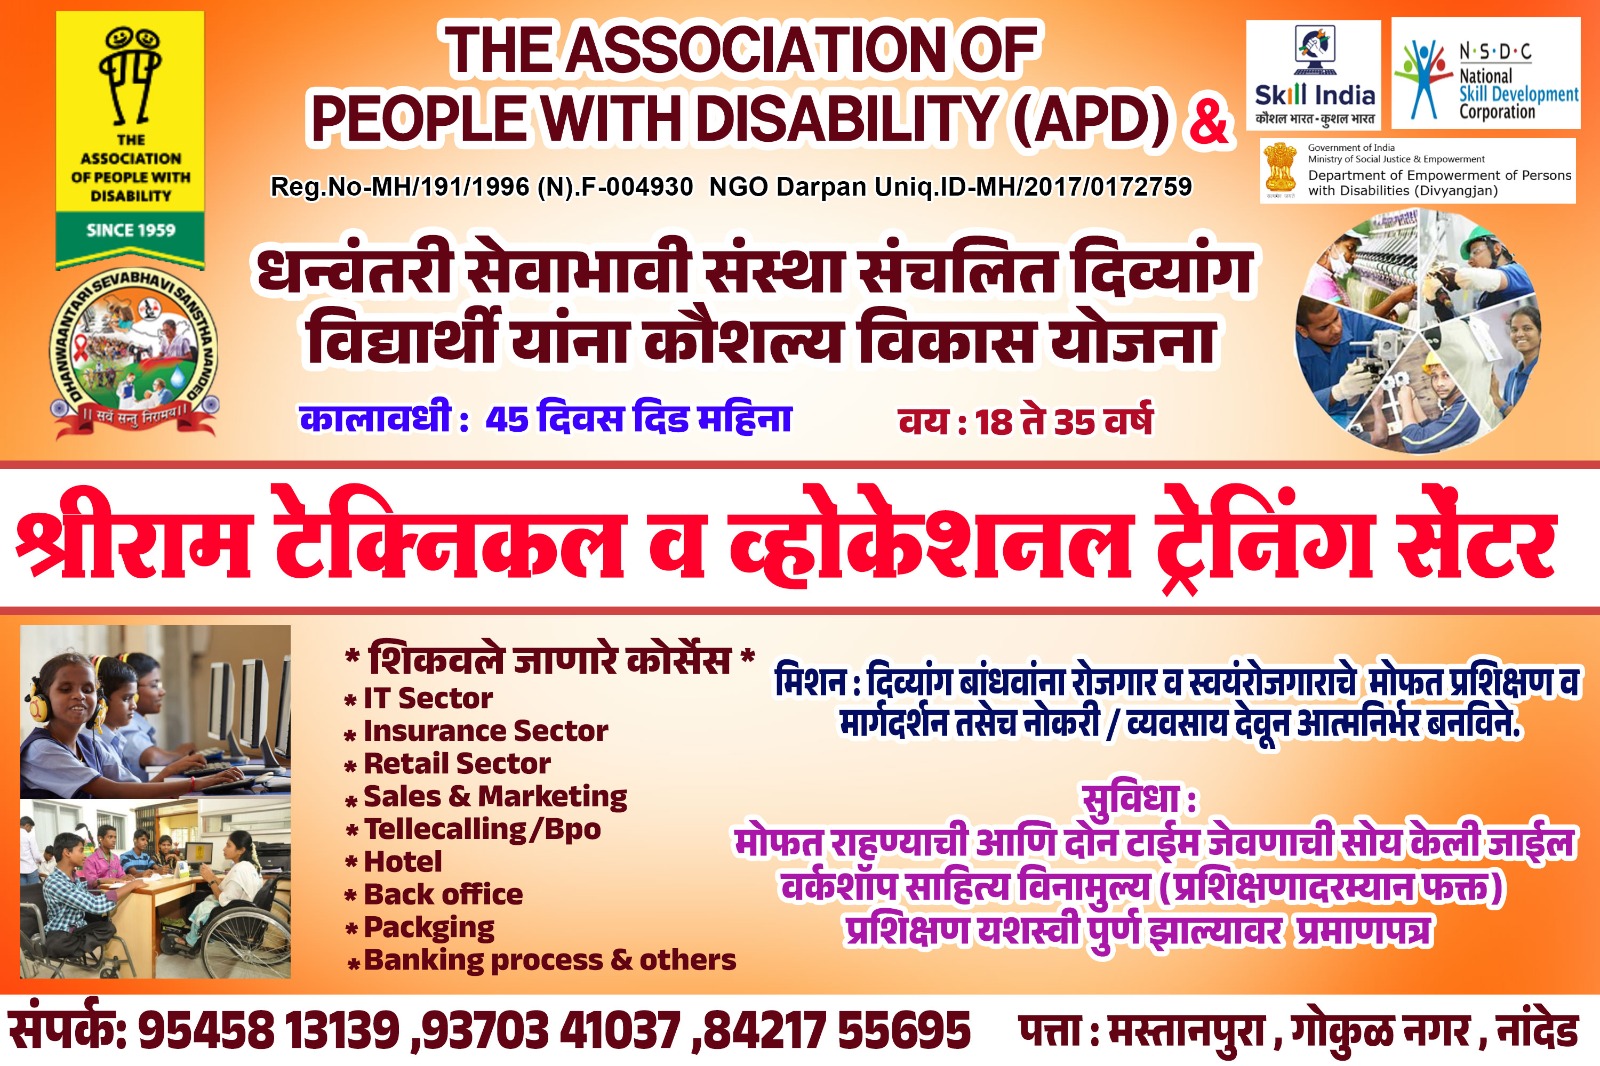 THE
ASSOCIATION
OF PEOPLE WITH
DISABILITY
SINCE 1959
DHANWANTARI SEVABHAVI SANSTHA NANDED
|| सर्वे सन्तु निरामयः ||
THE ASSOCIATION OF
PEOPLE WITH DISABILITY (APD) &
Reg.No-MH/191/1996 (N).F-004930 NGO Darpan Uniq.ID-MH/2017/0172759
Skill India
कौशल भारत - कुशल भारत
N·S·D·C
National
Skill Development
Corporation
Government of India
Ministry of Social Justice & Empowerment
Department of Empowerment of Persons
with Disabilities (Divyangjan)
धन्वंतरी सेवाभावी संस्था संचलित दिव्यांग
विद्यार्थी यांना कौशल्य विकास योजना
कालावधी : 45 दिवस दिड महिना
वय : 18 ते 35 वर्ष
श्रीराम टेक्निकल व व्होकेशनल ट्रेनिंग सेंटर
* शिकवले जाणारे कोर्सेस *
* IT Sector
* Insurance Sector
* Retail Sector
* Sales & Marketing
* Tellecalling/Bpo
* Hotel
* Back office
* Packging
* Banking process & others
मिशन : दिव्यांग बांधवांना रोजगार व स्वयंरोजगाराचे मोफत प्रशिक्षण व
मार्गदर्शन तसेच नोकरी / व्यवसाय देवून आत्मनिर्भर बनविने.
सुविधा :
मोफत राहण्याची आणि दोन टाईम जेवणाची सोय केली जाईल
वर्कशॉप साहित्य विनामुल्य (प्रशिक्षणादरम्यान फक्त)
प्रशिक्षण यशस्वी पुर्ण झाल्यावर प्रमाणपत्र
संपर्क: 95458 13139 ,93703 41037 ,84217 55695
पत्ता : मस्तानपुरा , गोकुळ नगर , नांदेड